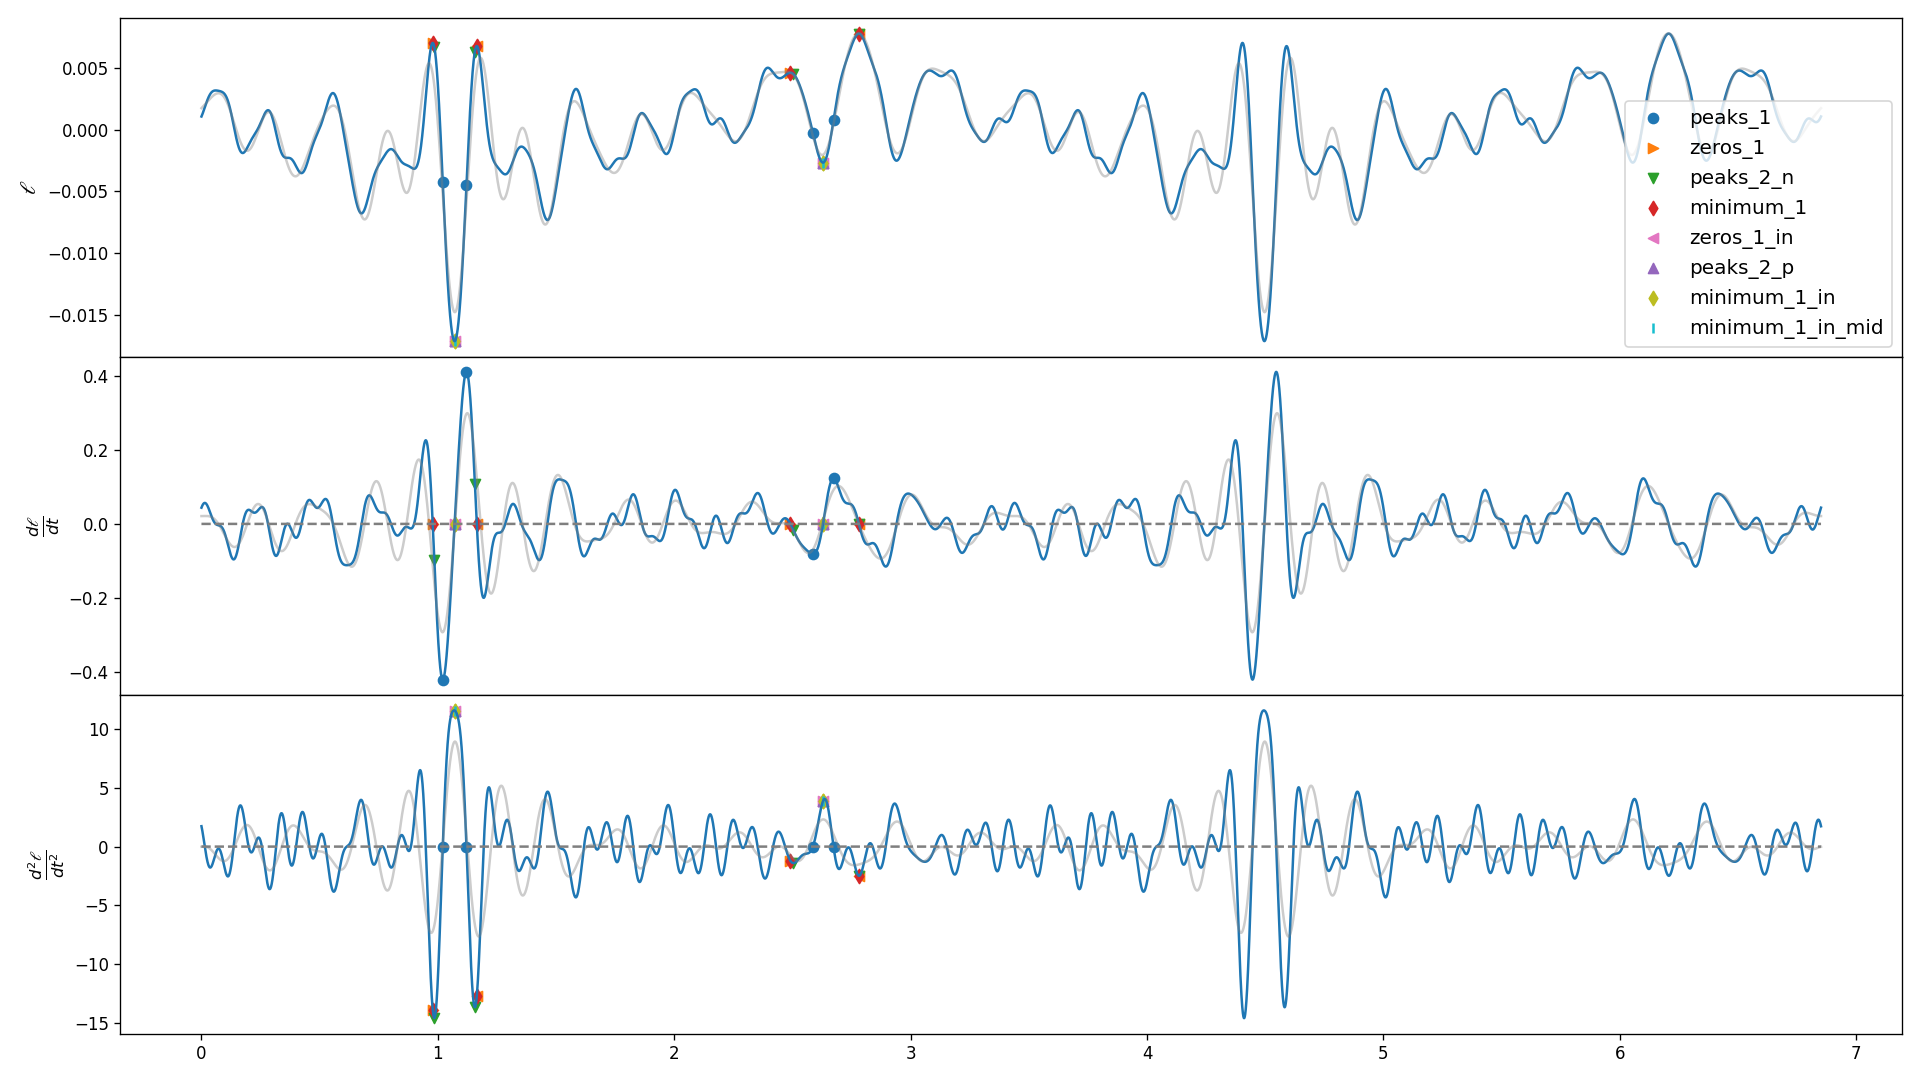 0.005
0.000
−0.005
−0.010
−0.015
ℓ
peaks_1
zeros_1
peaks_2_n
minimum_1
zeros_1_in
peaks_2_p
minimum_1_in
minimum_1_in_mid
0.4
0.2
0.0
−0.2
−0.4
dℓ
dt
10
5
0
−5
−10
−15
d²ℓ
dt²
0 1 2 3 4 5 6 7